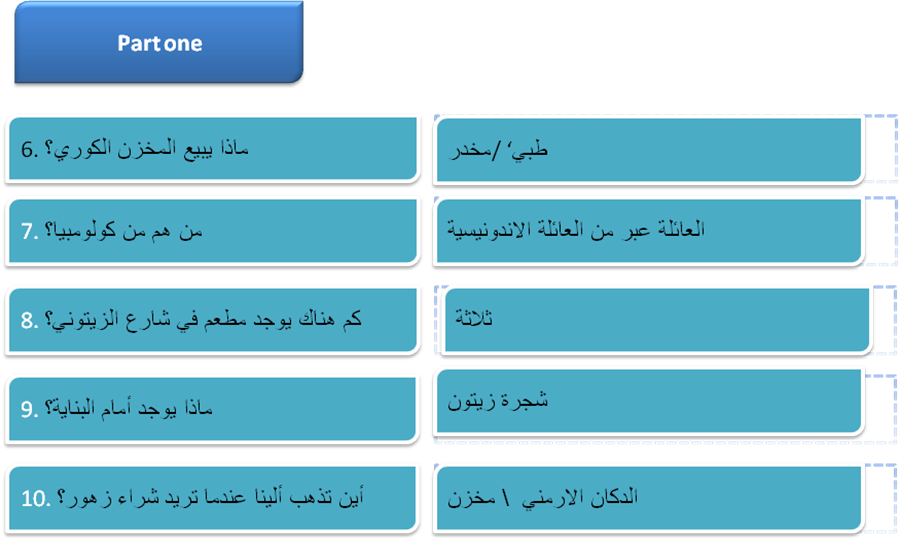 Part one
6. ماذا يبيع المخزن الكوري؟
طبي‘ /مخدر
7. من هم من كولومبيا؟
العائلة عبر من العائلة الاندونيسية
8. كم هناك يوجد مطعم في شارع الزيتوني؟
ثلاثة
9. ماذا يوجد أمام البناية؟
شجرة زيتون
10. أين تذهب ألينا عندما تريد شراء زهور؟
الدكان الارمني \ مخزن